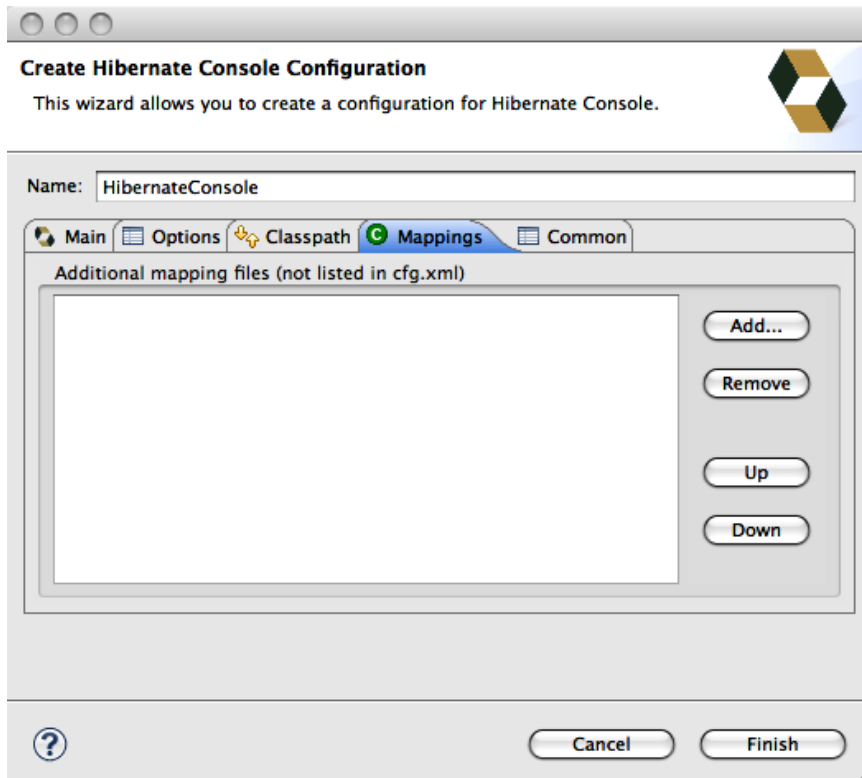 Create Hibernate Console Configuration
This wizard allows you to create a configuration for Hibernate Console.
Name: HibernateConsole
Main Options Classpath C Mappings Common
Additional mapping files (not listed in cfg.xml)
Add...
Remove
Up
Down
? Cancel Finish